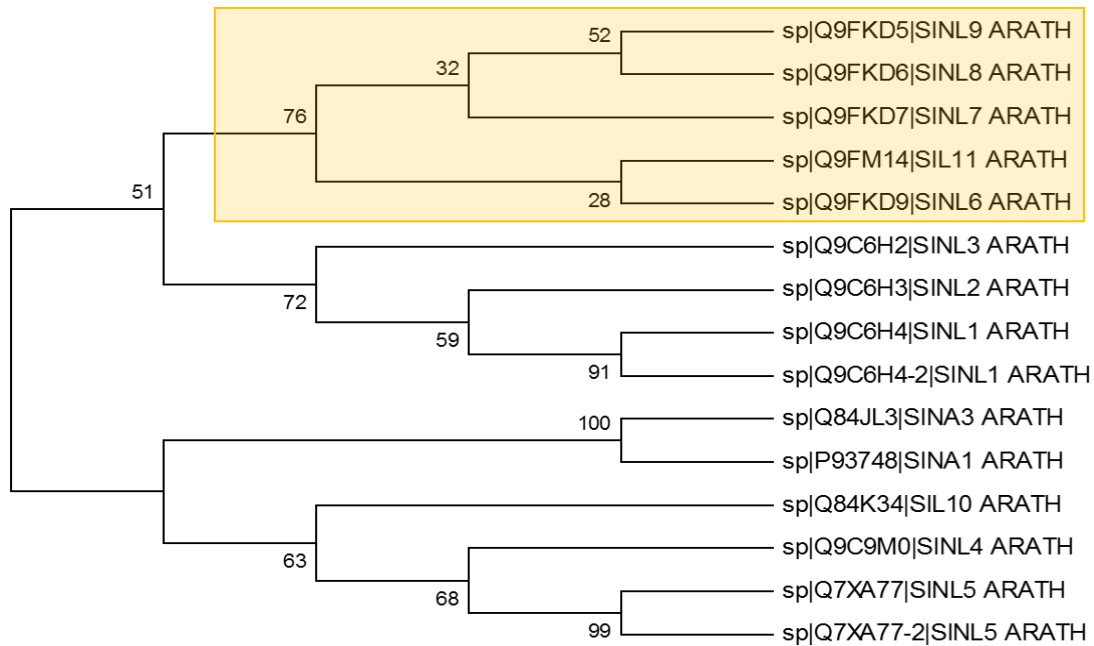 52
sp|Q9FKD5|SINL9 ARATH
32
sp|Q9FKD6|SINL8 ARATH
76
sp|Q9FKD7|SINL7 ARATH
sp|Q9FM14|SIL11 ARATH
51
28
sp|Q9FKD9|SINL6 ARATH
sp|Q9C6H2|SINL3 ARATH
72
sp|Q9C6H3|SINL2 ARATH
59
sp|Q9C6H4|SINL1 ARATH
91
sp|Q9C6H4-2|SINL1 ARATH
100
sp|Q84JL3|SINA3 ARATH
sp|P93748|SINA1 ARATH
sp|Q84K34|SIL10 ARATH
63
sp|Q9C9M0|SINL4 ARATH
68
sp|Q7XA77|SINL5 ARATH
99
sp|Q7XA77-2|SINL5 ARATH